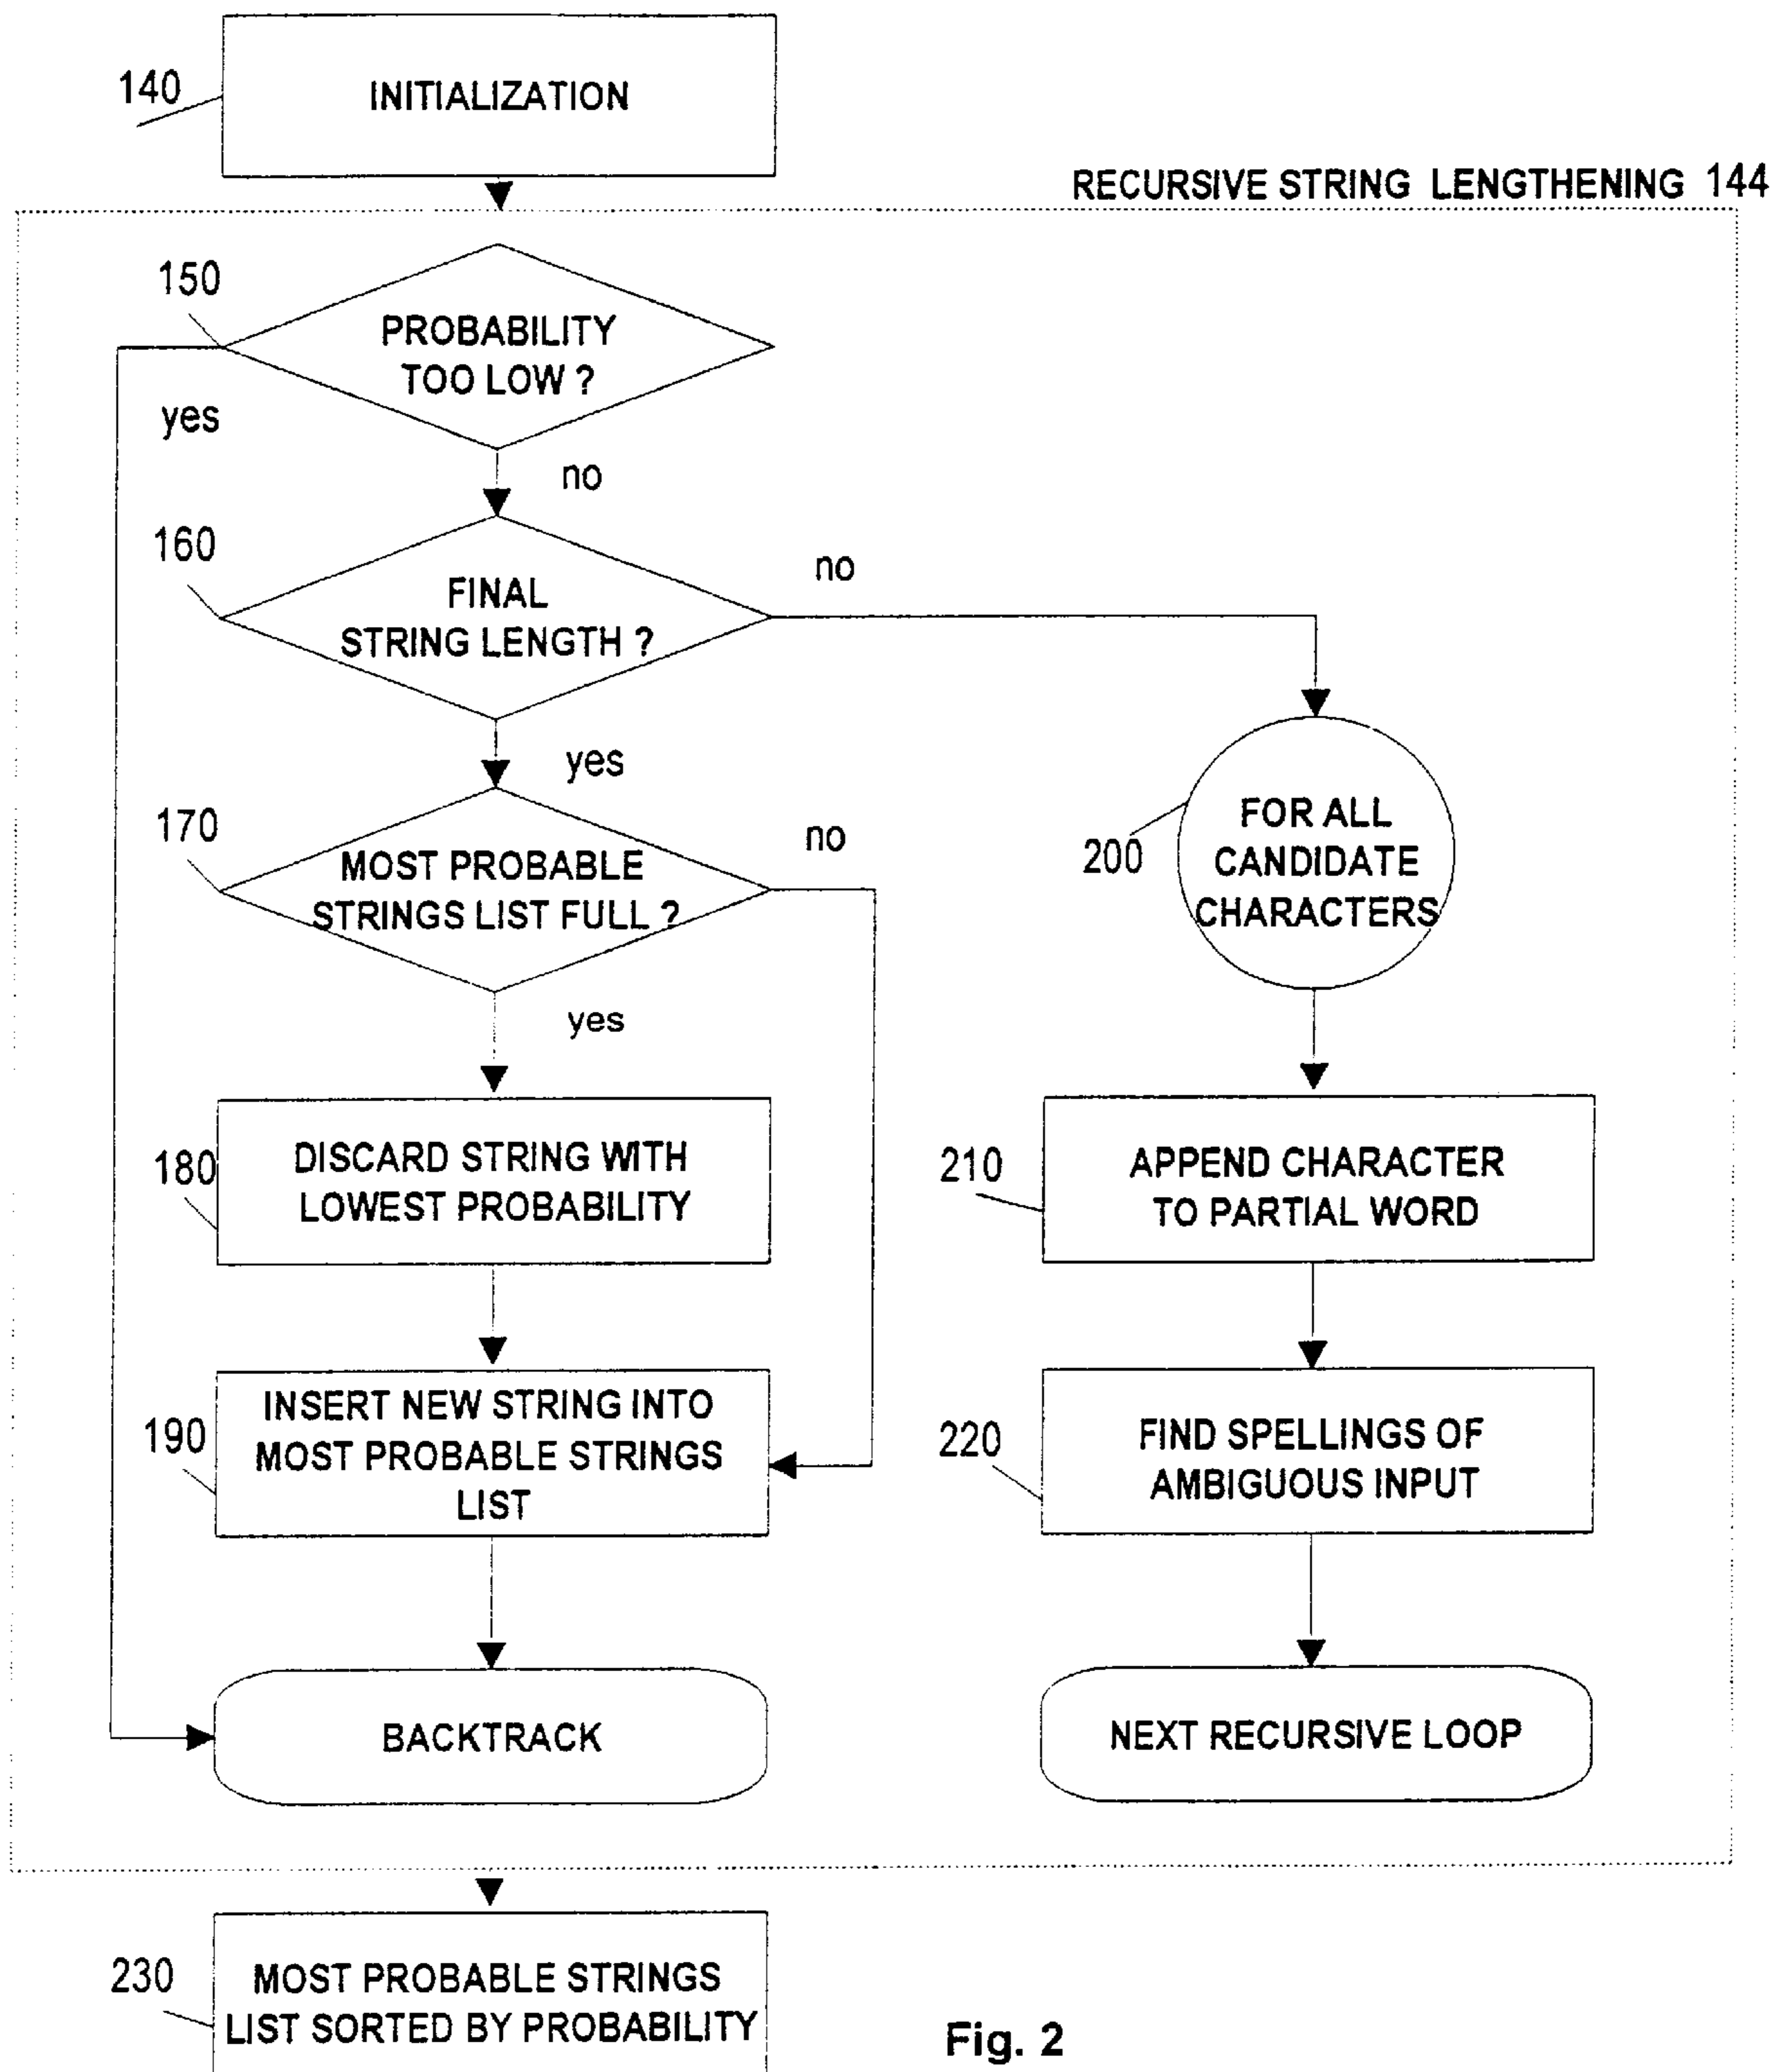 140
INITIALIZATION
RECURSIVE STRING LENGTHENING 144
150
PROBABILITY
TOO LOW ?
yes
no
160
FINAL
STRING LENGTH ?
no
yes
170
MOST PROBABLE
STRINGS LIST FULL ?
no
yes
200
FOR ALL
CANDIDATE
CHARACTERS
180
DISCARD STRING WITH
LOWEST PROBABILITY
210
APPEND CHARACTER
TO PARTIAL WORD
190
INSERT NEW STRING INTO
MOST PROBABLE STRINGS
LIST
220
FIND SPELLINGS OF
AMBIGUOUS INPUT
BACKTRACK
NEXT RECURSIVE LOOP
230
MOST PROBABLE STRINGS
LIST SORTED BY PROBABILITY
Fig. 2